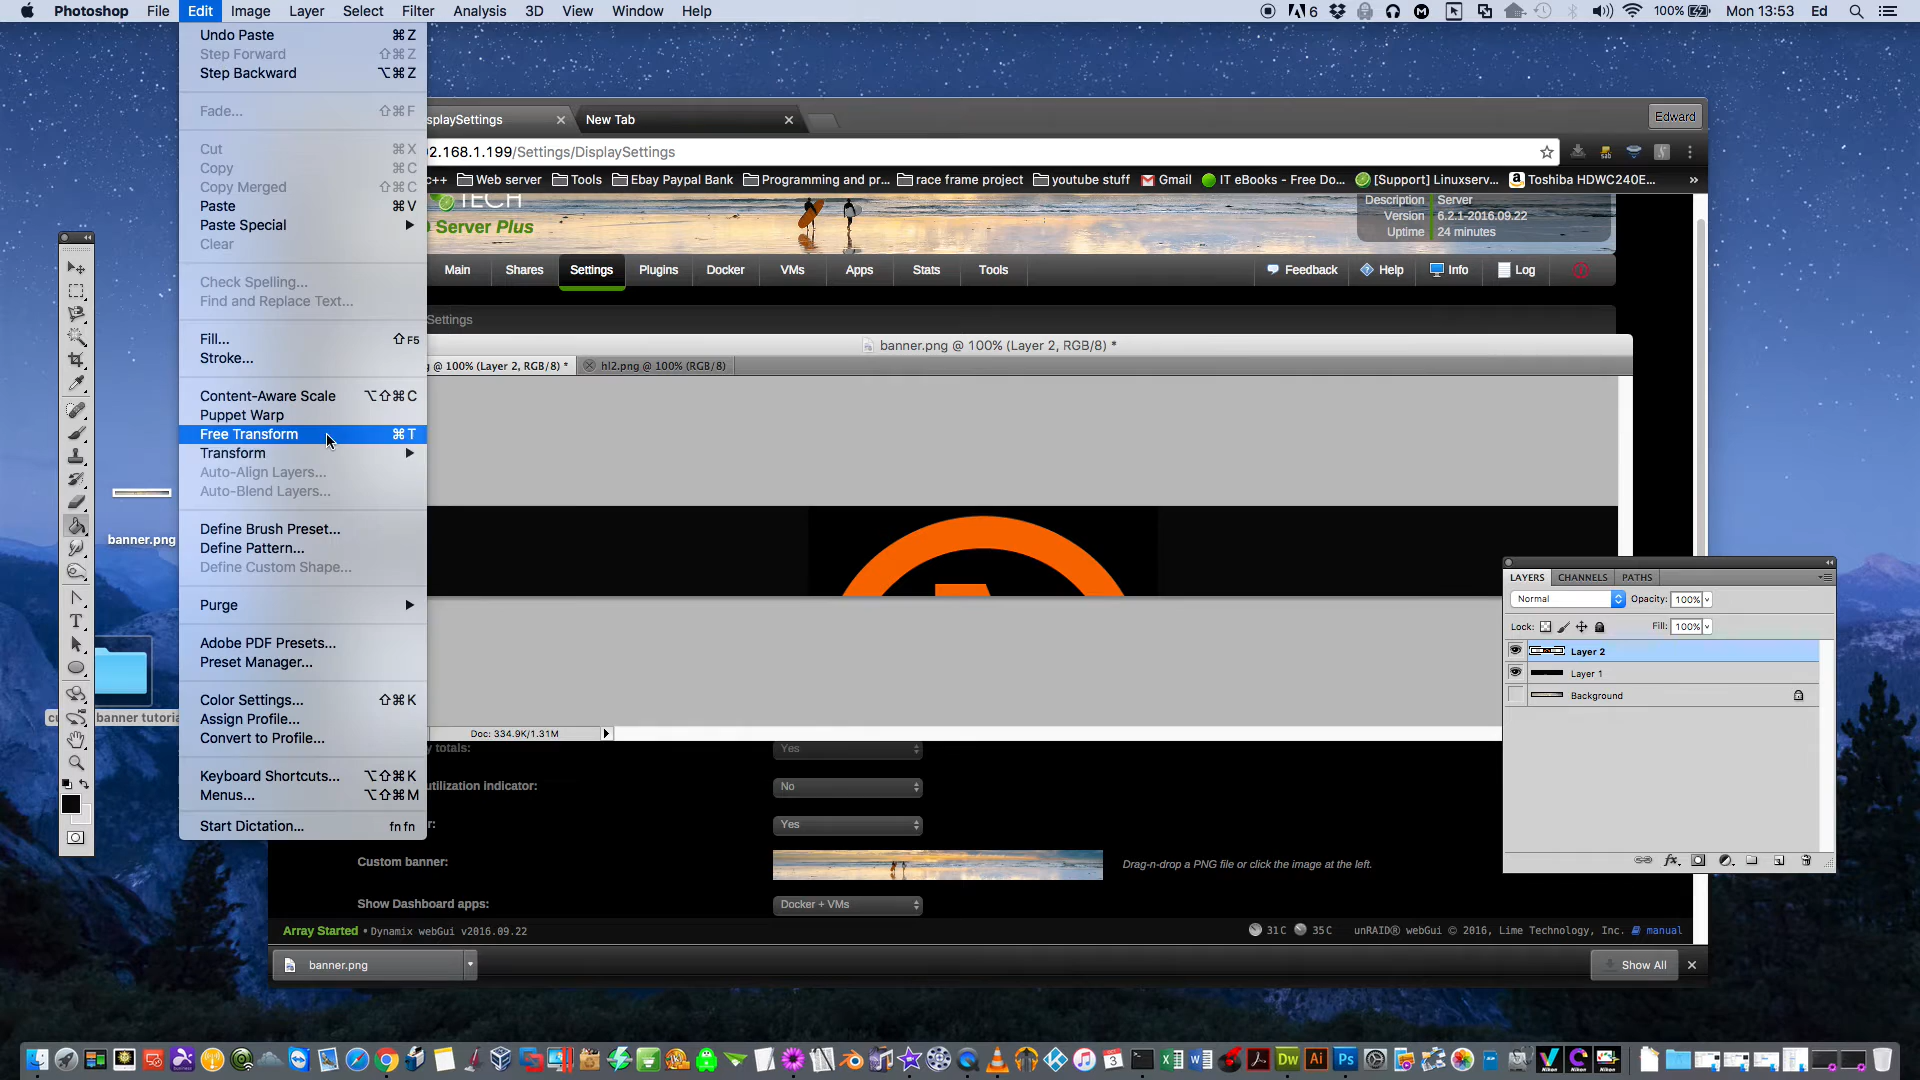 Photoshop File Edit Image Layer Select Filter Analysis 3D View Window Help
6 100% Mon 13:53 Ed
Undo Paste ⌘Z
Step Forward ⇧⌘Z
Step Backward ⌥⌘Z
Fade... ⇧⌘F
Cut ⌘X
Copy ⌘C
Copy Merged ⇧⌘C
Paste ⌘V
Paste Special
Clear
Check Spelling...
Find and Replace Text...
Fill... ⇧F5
Stroke...
Content-Aware Scale ⌥⇧⌘C
Puppet Warp
Free Transform ⌘T
Transform
Auto-Align Layers...
Auto-Blend Layers...
Define Brush Preset...
Define Pattern...
Define Custom Shape...
Purge
Adobe PDF Presets...
Preset Manager...
Color Settings... ⇧⌘K
Assign Profile...
Convert to Profile...
Keyboard Shortcuts... ⌥⇧⌘K
Menus... ⌥⇧⌘M
Start Dictation... fn fn
banner.png
banner tutoria
splaySettings New Tab Edward
2.168.1.199/Settings/DisplaySettings
c++ Web server Tools Ebay Paypal Bank Programming and pr... race frame project youtube stuff Gmail IT eBooks - Free Do... [Support] Linuxserv... Toshiba HDWC240E... »
TECH
Server Plus
Description Server
Version 6.2.1-2016.09.22
Uptime 24 minutes
Main Shares Settings Plugins Docker VMs Apps Stats Tools Feedback Help Info Log
Settings
banner.png @ 100% (Layer 2, RGB/8) *
g @ 100% (Layer 2, RGB/8) * hl2.png @ 100% (RGB/8)
Doc: 334.9K/1.31M
LAYERS CHANNELS PATHS
Normal Opacity: 100%
Lock: Fill: 100%
Layer 2
Layer 1
Background
y totals: Yes
utilization indicator: No
r: Yes
Custom banner: Drag-n-drop a PNG file or click the image at the left.
Show Dashboard apps: Docker + VMs
Array Started • Dynamix webGui v2016.09.22 31C 35C unRAID® webGui © 2016, Lime Technology, Inc. manual
banner.png Show All